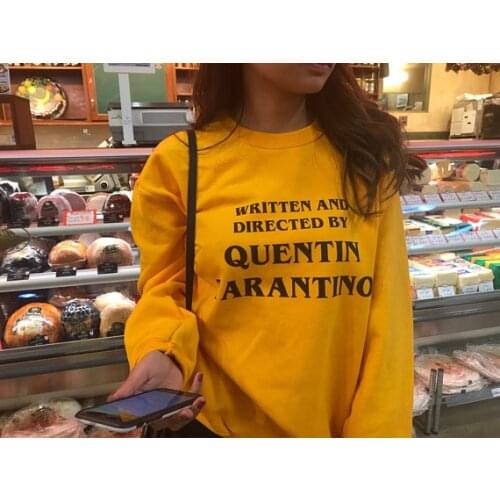 WRITTEN AND
DIRECTED BY
QUENTIN
TARANTINO